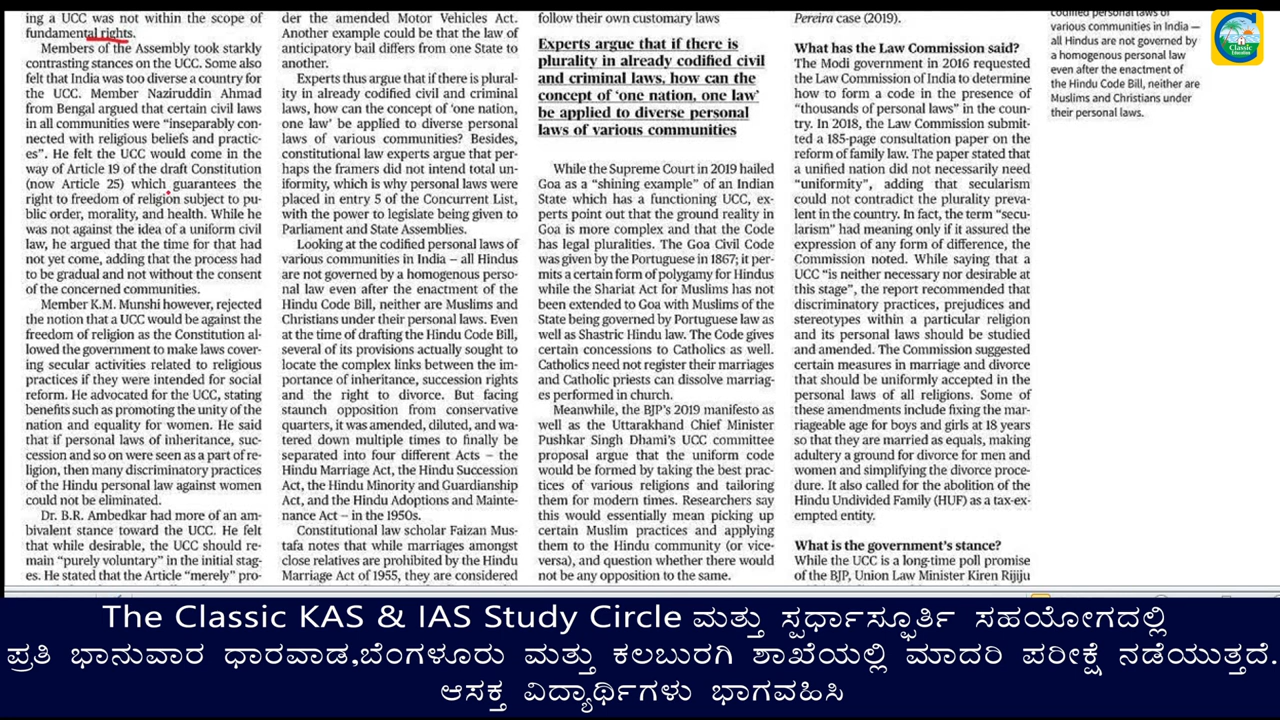 ing a UCC was not within the scope of
fundamental rights.
Members of the Assembly took starkly
contrasting stances on the UCC. Some also
felt that India was too diverse a country for
the UCC. Member Naziruddin Ahmad
from Bengal argued that certain civil laws
in all communities were “inseparably con-
nected with religious beliefs and practic-
es”. He felt the UCC would come in the
way of Article 19 of the draft Constitution
(now Article 25) which guarantees the
right to freedom of religion subject to pu-
blic order, morality, and health. While he
was not against the idea of a uniform civil
law, he argued that the time for that had
not yet come, adding that the process had
to be gradual and not without the consent
of the concerned communities.
Member K.M. Munshi however, rejected
the notion that a UCC would be against the
freedom of religion as the Constitution al-
lowed the government to make laws cover-
ing secular activities related to religious
practices if they were intended for social
reform. He advocated for the UCC, stating
benefits such as promoting the unity of the
nation and equality for women. He said
that if personal laws of inheritance, suc-
cession and so on were seen as a part of re-
ligion, then many discriminatory practices
of the Hindu personal law against women
could not be eliminated.
Dr. B.R. Ambedkar had more of an am-
bivalent stance toward the UCC. He felt
that while desirable, the UCC should re-
main “purely voluntary” in the initial stag-
es. He stated that the Article “merely” pro-
der the amended Motor Vehicles Act.
Another example could be that the law of
anticipatory bail differs from one State to
another.
Experts thus argue that if there is plural-
ity in already codified civil and criminal
laws, how can the concept of ‘one nation,
one law’ be applied to diverse personal
laws of various communities? Besides,
constitutional law experts argue that per-
haps the framers did not intend total un-
iformity, which is why personal laws were
placed in entry 5 of the Concurrent List,
with the power to legislate being given to
Parliament and State Assemblies.
Looking at the codified personal laws of
various communities in India – all Hindus
are not governed by a homogenous perso-
nal law even after the enactment of the
Hindu Code Bill, neither are Muslims and
Christians under their personal laws. Even
at the time of drafting the Hindu Code Bill,
several of its provisions actually sought to
locate the complex links between the im-
portance of inheritance, succession rights
and the right to divorce. But facing
staunch opposition from conservative
quarters, it was amended, diluted, and wa-
tered down multiple times to finally be
separated into four different Acts – the
Hindu Marriage Act, the Hindu Succession
Act, the Hindu Minority and Guardianship
Act, and the Hindu Adoptions and Mainte-
nance Act – in the 1950s.
Constitutional law scholar Faizan Mus-
tafa notes that while marriages amongst
close relatives are prohibited by the Hindu
Marriage Act of 1955, they are considered
follow their own customary laws
Experts argue that if there is
plurality in already codified civil
and criminal laws, how can the
concept of ‘one nation, one law’
be applied to diverse personal
laws of various communities
While the Supreme Court in 2019 hailed
Goa as a “shining example” of an Indian
State which has a functioning UCC, ex-
perts point out that the ground reality in
Goa is more complex and that the Code
has legal pluralities. The Goa Civil Code
was given by the Portuguese in 1867; it per-
mits a certain form of polygamy for Hindus
while the Shariat Act for Muslims has not
been extended to Goa with Muslims of the
State being governed by Portuguese law as
well as Shastric Hindu law. The Code gives
certain concessions to Catholics as well.
Catholics need not register their marriages
and Catholic priests can dissolve marriag-
es performed in church.
Meanwhile, the BJP’s 2019 manifesto as
well as the Uttarakhand Chief Minister
Pushkar Singh Dhami’s UCC committee
proposal argue that the uniform code
would be formed by taking the best prac-
tices of various religions and tailoring
them for modern times. Researchers say
this would essentially mean picking up
certain Muslim practices and applying
them to the Hindu community (or vice-
versa), and question whether there would
not be any opposition to the same.
Pereira case (2019).
What has the Law Commission said?
The Modi government in 2016 requested
the Law Commission of India to determine
how to form a code in the presence of
“thousands of personal laws” in the coun-
try. In 2018, the Law Commission submit-
ted a 185-page consultation paper on the
reform of family law. The paper stated that
a unified nation did not necessarily need
“uniformity”, adding that secularism
could not contradict the plurality preva-
lent in the country. In fact, the term “secu-
larism” had meaning only if it assured the
expression of any form of difference, the
Commission noted. While saying that a
UCC “is neither necessary nor desirable at
this stage”, the report recommended that
discriminatory practices, prejudices and
stereotypes within a particular religion
and its personal laws should be studied
and amended. The Commission suggested
certain measures in marriage and divorce
that should be uniformly accepted in the
personal laws of all religions. Some of
these amendments include fixing the mar-
riageable age for boys and girls at 18 years
so that they are married as equals, making
adultery a ground for divorce for men and
women and simplifying the divorce proce-
dure. It also called for the abolition of the
Hindu Undivided Family (HUF) as a tax-ex-
empted entity.
What is the government’s stance?
While the UCC is a long-time poll promise
of the BJP, Union Law Minister Kiren Rijiju
codified personal laws of
various communities in India —
all Hindus are not governed by
a homogenous personal law
even after the enactment of
the Hindu Code Bill, neither are
Muslims and Christians under
their personal laws.
Classic
Education
The Classic KAS & IAS Study Circle ಮತ್ತು ಸ್ಪರ್ಧಾಸ್ಫೂರ್ತಿ ಸಹಯೋಗದಲ್ಲಿ
ಪ್ರತಿ ಭಾನುವಾರ ಧಾರವಾಡ,ಬೆಂಗಳೂರು ಮತ್ತು ಕಲಬುರಗಿ ಶಾಖೆಯಲ್ಲಿ ಮಾದರಿ ಪರೀಕ್ಷೆ ನಡೆಯುತ್ತದೆ.
ಆಸಕ್ತ ವಿದ್ಯಾರ್ಥಿಗಳು ಭಾಗವಹಿಸಿ